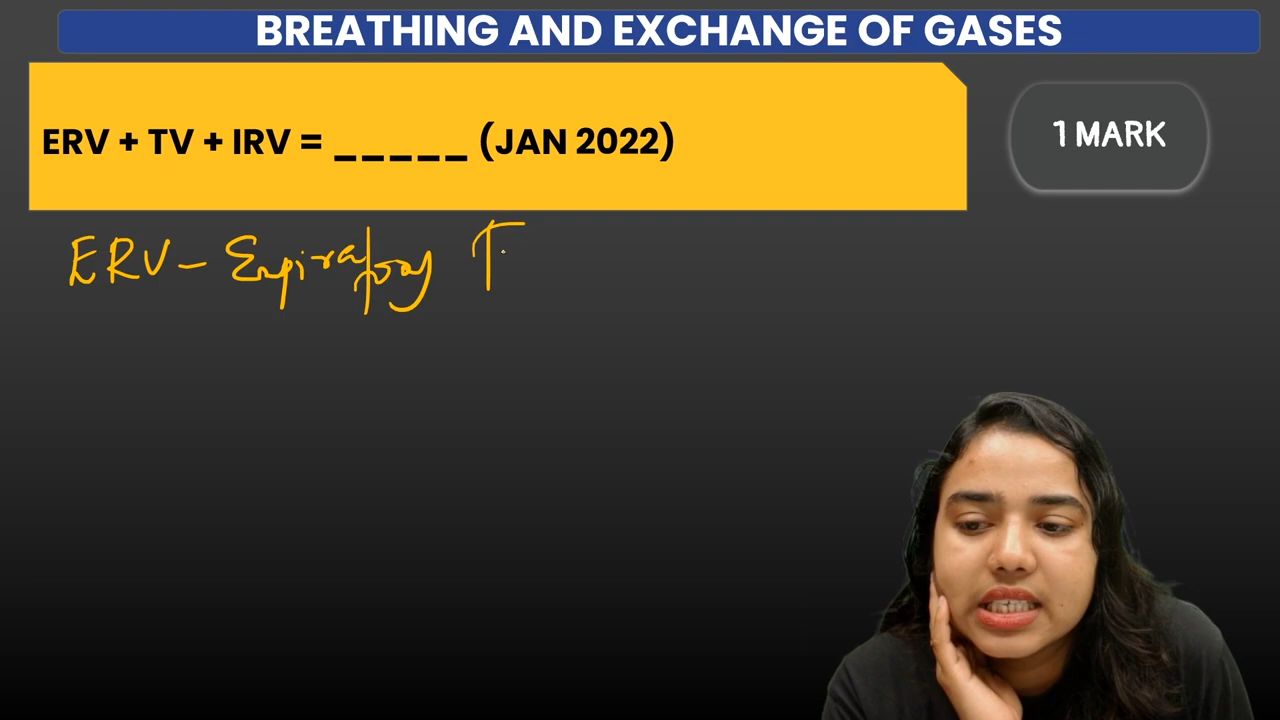 BREATHING AND EXCHANGE OF GASES
ERV + TV + IRV = _____ (JAN 2022)
1 MARK
ERV - Expiratory